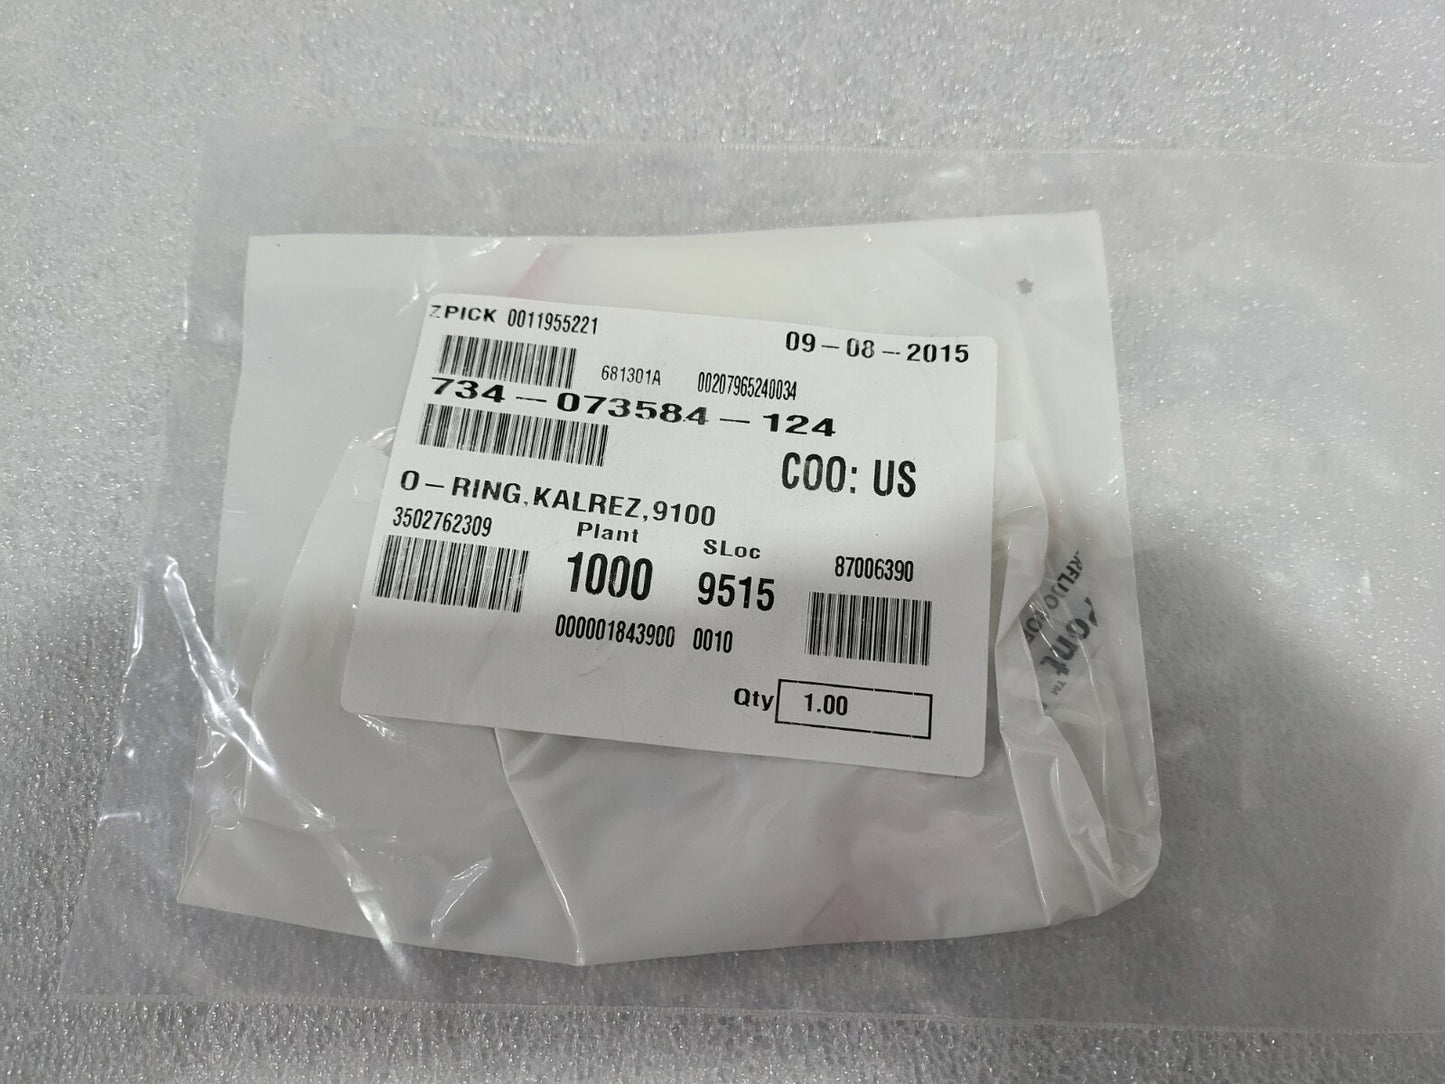 ZPICK 0011955221
09-08-2015
681301A 00207965240034
734-073584-124
COO: US
O-RING,KALREZ,9100
3502762309
Plant SLoc
1000 9515
87006390
000001843900 0010
Qty 1.00
Pont™